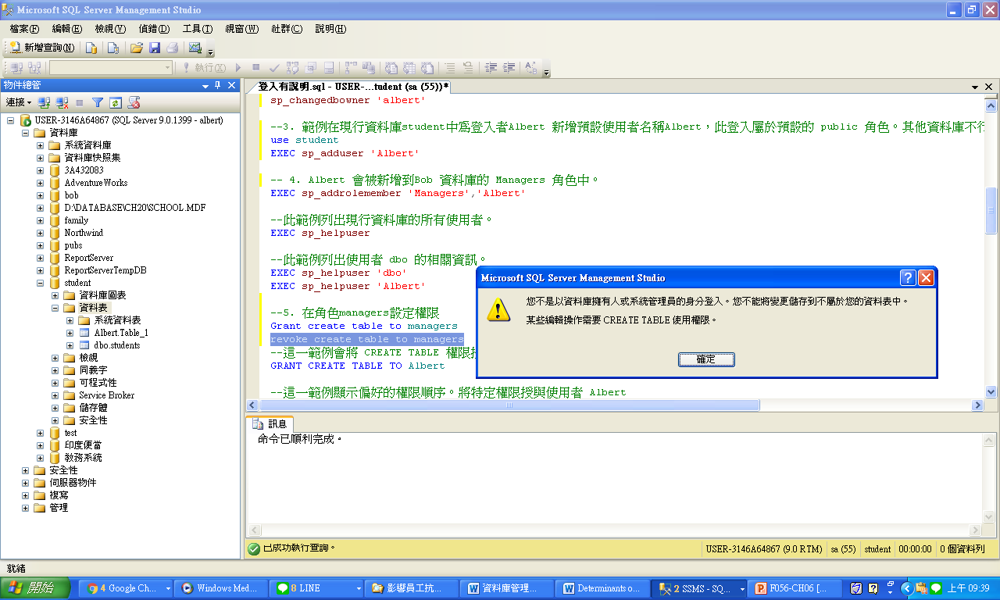 Microsoft SQL Server Management Studio
檔案(F) 編輯(E) 檢視(V) 偵錯(D) 工具(T) 視窗(W) 社群(C) 說明(H)
新增查詢(N)
執行(X)
物件總管
連接
USER-3146A64867 (SQL Server 9.0.1399 - albert)
資料庫
系統資料庫
資料庫快照集
3A432083
AdventureWorks
bob
D:\DATABASE\CH20\SCHOOL.MDF
family
Northwind
pubs
ReportServer
ReportServerTempDB
student
資料庫圖表
資料表
系統資料表
Albert.Table_1
dbo.students
檢視
同義字
可程式性
Service Broker
儲存體
安全性
test
印度便當
教務系統
安全性
伺服器物件
複寫
管理
登入有說明.sql - USER-...tudent (sa (55))*
sp_changedbowner 'albert'
--3. 範例在現行資料庫student中為登入者Albert 新增預設使用者名稱Albert，此登入屬於預設的 public 角色。其他資料庫不行
use student
EXEC sp_adduser 'Albert'
-- 4. Albert 會被新增到Bob 資料庫的 Managers 角色中。
EXEC sp_addrolemember 'Managers','Albert'
--此範例列出現行資料庫的所有使用者。
EXEC sp_helpuser
--此範例列出使用者 dbo 的相關資訊。
EXEC sp_helpuser 'dbo'
EXEC sp_helpuser 'Albert'
--5. 在角色managers設定權限
Grant create table to managers
revoke create table to managers
--這一範例會將 CREATE TABLE 權限授
GRANT CREATE TABLE TO Albert
--這一範例顯示偏好的權限順序。將特定權限授與使用者 Albert
Microsoft SQL Server Management Studio
您不是以資料庫擁有人或系統管理員的身分登入。您不能將變更儲存到不屬於您的資料表中。
某些編輯操作需要 CREATE TABLE 使用權限。
確定
訊息
命令已順利完成。
已成功執行查詢。
USER-3146A64867 (9.0 RTM) sa (55) student 00:00:00 0 個資料列
就緒
開始
4 Google Ch...
Windows Med...
8 LINE
影響員工抗...
資料庫管理...
Determinants o...
2 SSMS - SQ...
F056-CH06 [...
上午 09:39